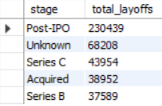 stage total_layoffs
Post-IPO 230439
Unknown 68208
Series C 43954
Acquired 38952
Series B 37589